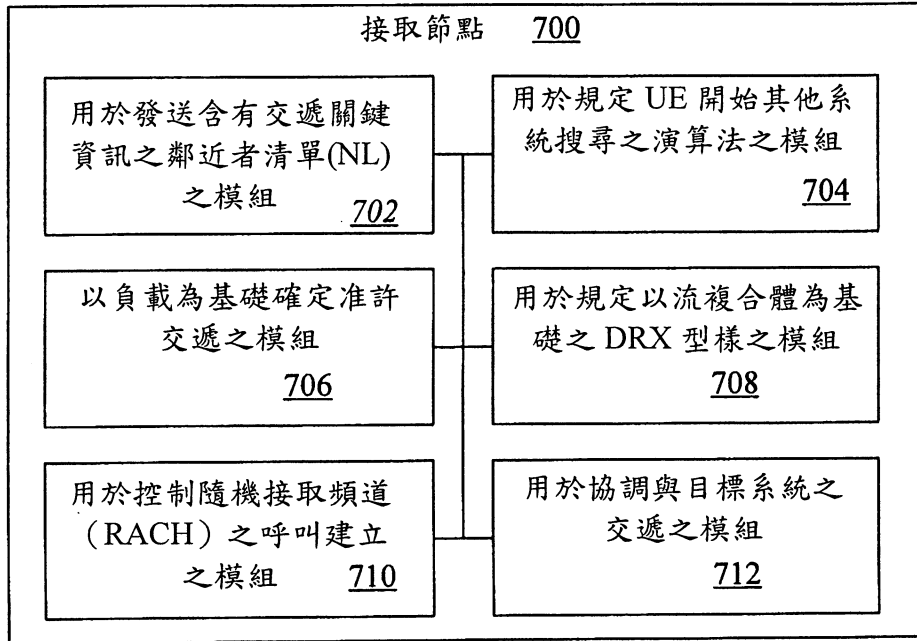 接取節點 700
用於發送含有交遞關鍵
資訊之鄰近者清單(NL)
之模組 702
用於規定 UE 開始其他系
統搜尋之演算法之模組
704
以負載為基礎確定准許
交遞之模組
706
用於規定以流複合體為基
礎之 DRX 型樣之模組
708
用於控制隨機接取頻道
（RACH）之呼叫建立
之模組 710
用於協調與目標系統之
交遞之模組
712